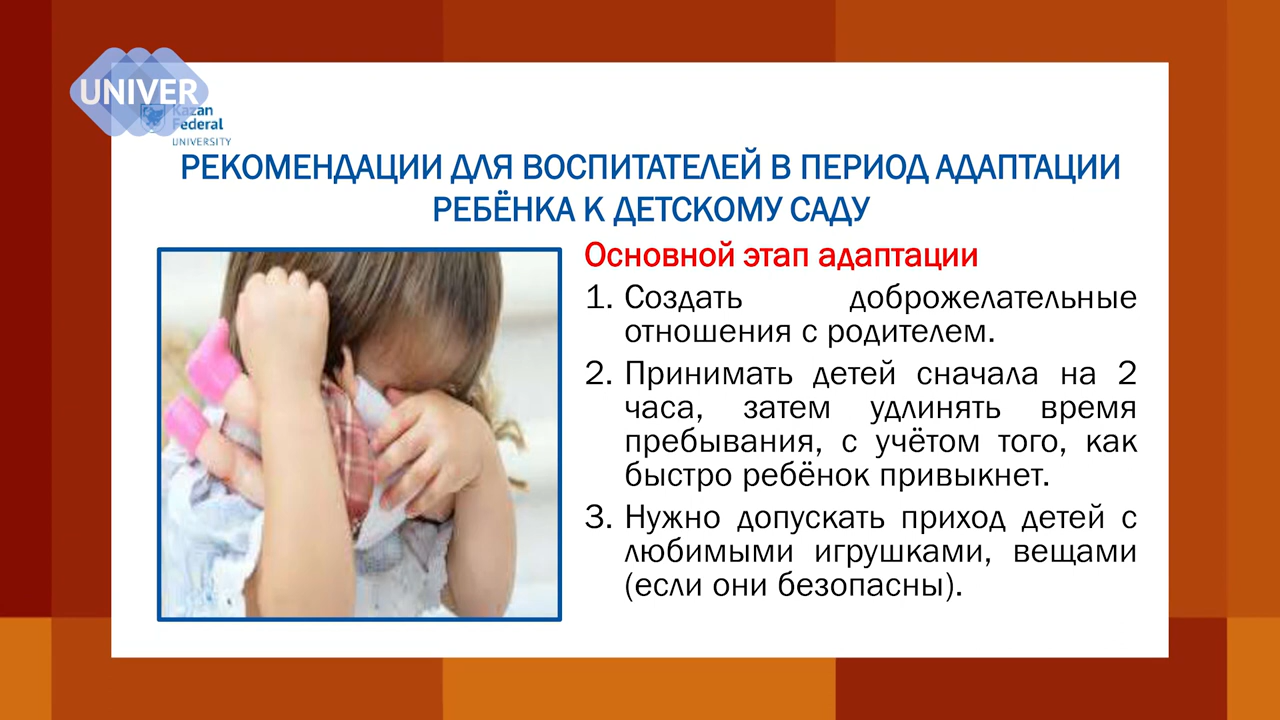 UNIVER
Kazan
Federal
UNIVERSITY
РЕКОМЕНДАЦИИ ДЛЯ ВОСПИТАТЕЛЕЙ В ПЕРИОД АДАПТАЦИИ
РЕБЁНКА К ДЕТСКОМУ САДУ
Основной этап адаптации
1. Создать доброжелательные
отношения с родителем.
2. Принимать детей сначала на 2
часа, затем удлинять время
пребывания, с учётом того, как
быстро ребёнок привыкнет.
3. Нужно допускать приход детей с
любимыми игрушками, вещами
(если они безопасны).